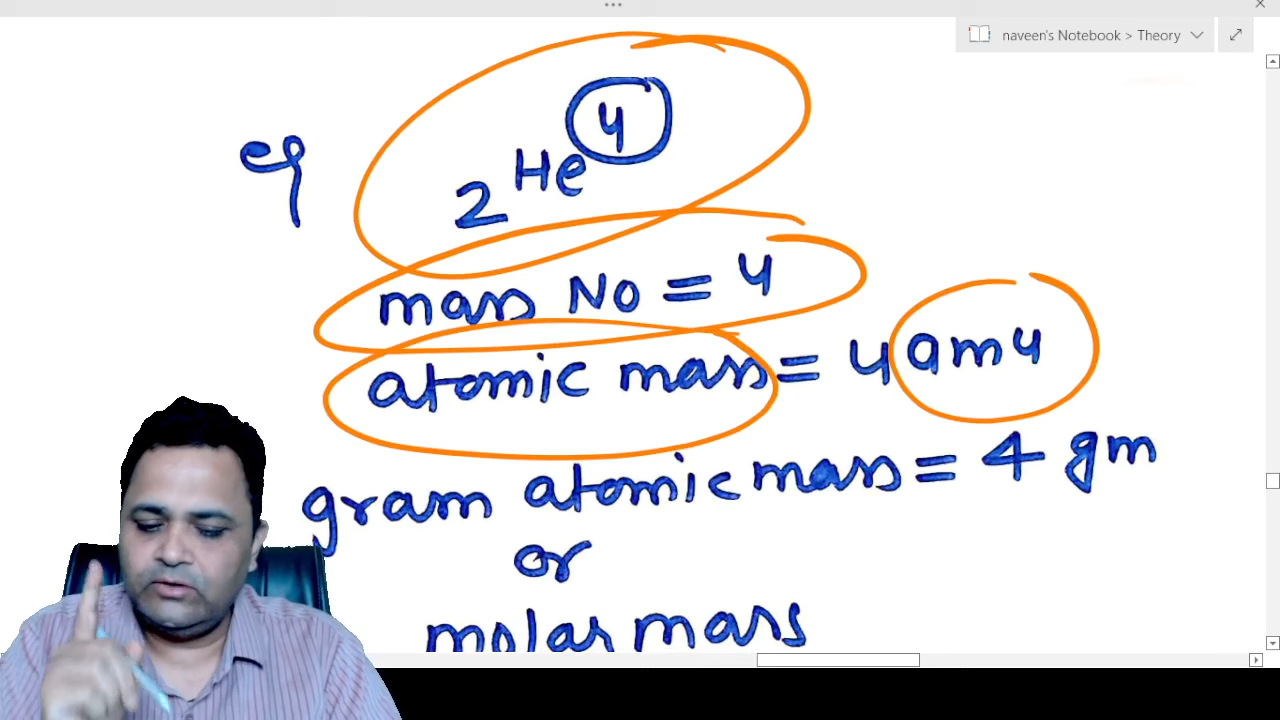 naveen's Notebook > Theory
eg
2He4
mass No = 4
atomic mass = 4 amu
gram atomic mass = 4 gm
or
molar mass